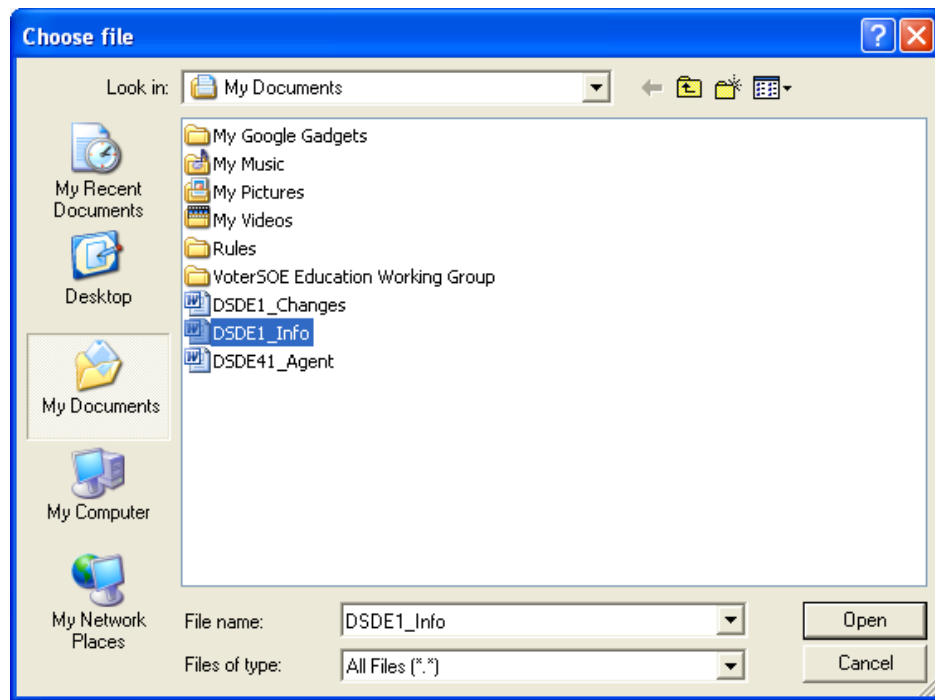 Choose file
Look in: My Documents
My Recent
Documents
Desktop
My Documents
My Computer
My Network
Places
My Google Gadgets
My Music
My Pictures
My Videos
Rules
VoterSOE Education Working Group
DSDE1_Changes
DSDE1_Info
DSDE41_Agent
File name: DSDE1_Info Open
Files of type: All Files (*.*) Cancel